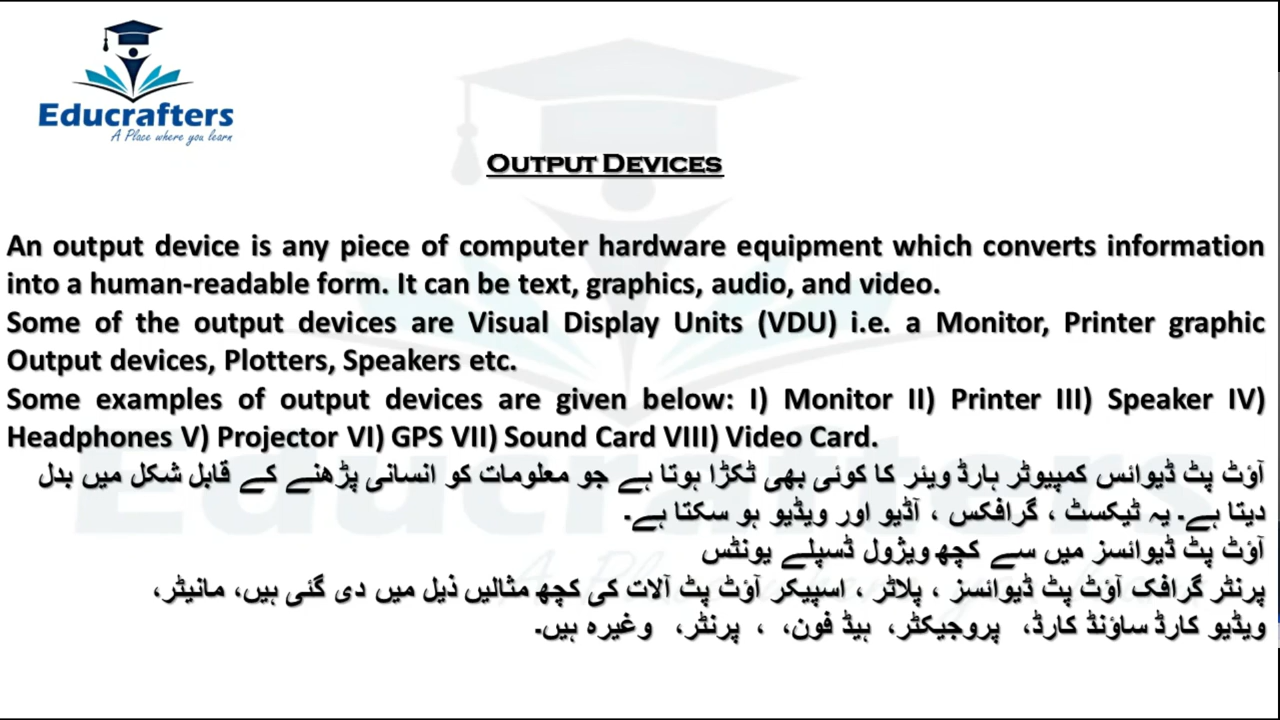 Educrafters
A Place where you learn
OUTPUT DEVICES
An output device is any piece of computer hardware equipment which converts information
into a human-readable form. It can be text, graphics, audio, and video.
Some of the output devices are Visual Display Units (VDU) i.e. a Monitor, Printer graphic
Output devices, Plotters, Speakers etc.
Some examples of output devices are given below: I) Monitor II) Printer III) Speaker IV)
Headphones V) Projector VI) GPS VII) Sound Card VIII) Video Card.
آؤٹ پٹ ڈیوائس کمپیوٹر ہارڈ ویئر کا کوئی بھی ٹکڑا ہوتا ہے جو معلومات کو انسانی پڑھنے کے قابل شکل میں بدل
دیتا ہے۔ یہ ٹیکسٹ ، گرافکس ، آڈیو اور ویڈیو ہو سکتا ہے۔
آؤٹ پٹ ڈیوائسز میں سے کچھ ویژول ڈسپلے یونٹس
پرنٹر گرافک آؤٹ پٹ ڈیوائسز ، پلاٹر ، اسپیکر آؤٹ پٹ آلات کی کچھ مثالیں ذیل میں دی گئی ہیں، مانیٹر،
ویڈیو کارڈ ساؤنڈ کارڈ، پروجیکٹر، ہیڈ فون، ، پرنٹر، وغیرہ ہیں۔